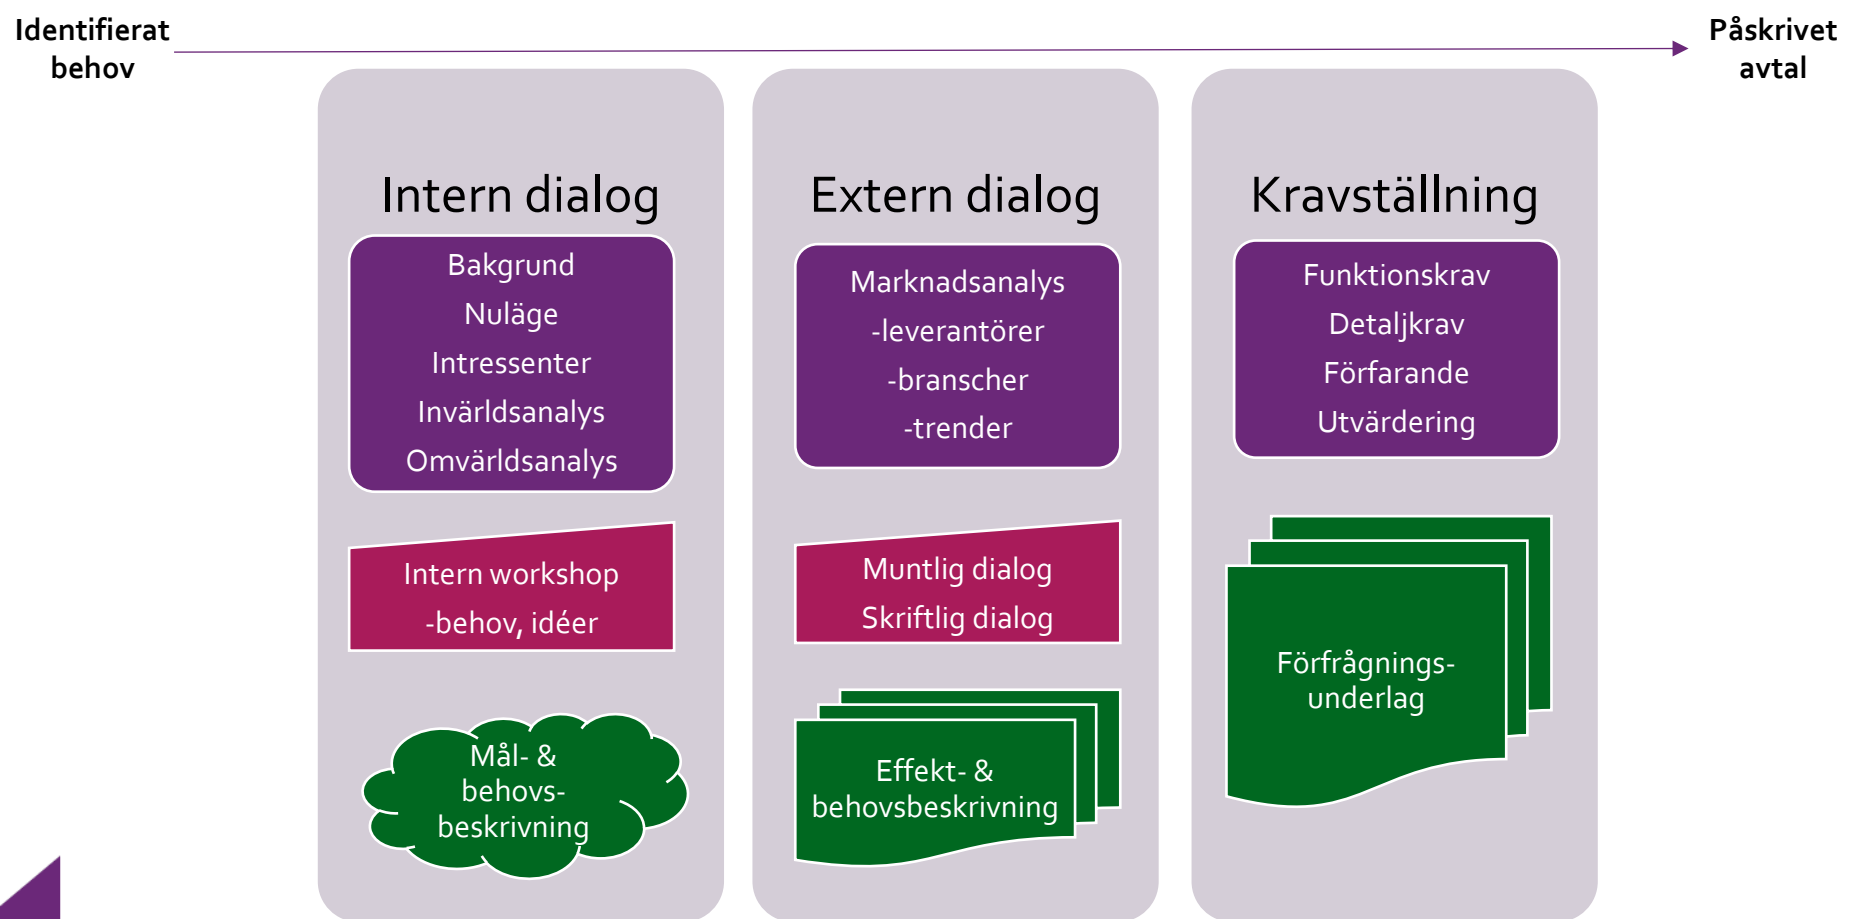 Identifierat
behov
Påskrivet
avtal
Intern dialog
Bakgrund
Nuläge
Intressenter
Invärldsanalys
Omvärldsanalys
Intern workshop
-behov, idéer
Mål- &
behovs-
beskrivning
Extern dialog
Marknadsanalys
-leverantörer
-branscher
-trender
Muntlig dialog
Skriftlig dialog
Effekt- &
behovsbeskrivning
Kravställning
Funktionskrav
Detaljkrav
Förfarande
Utvärdering
Förfrågnings-
underlag